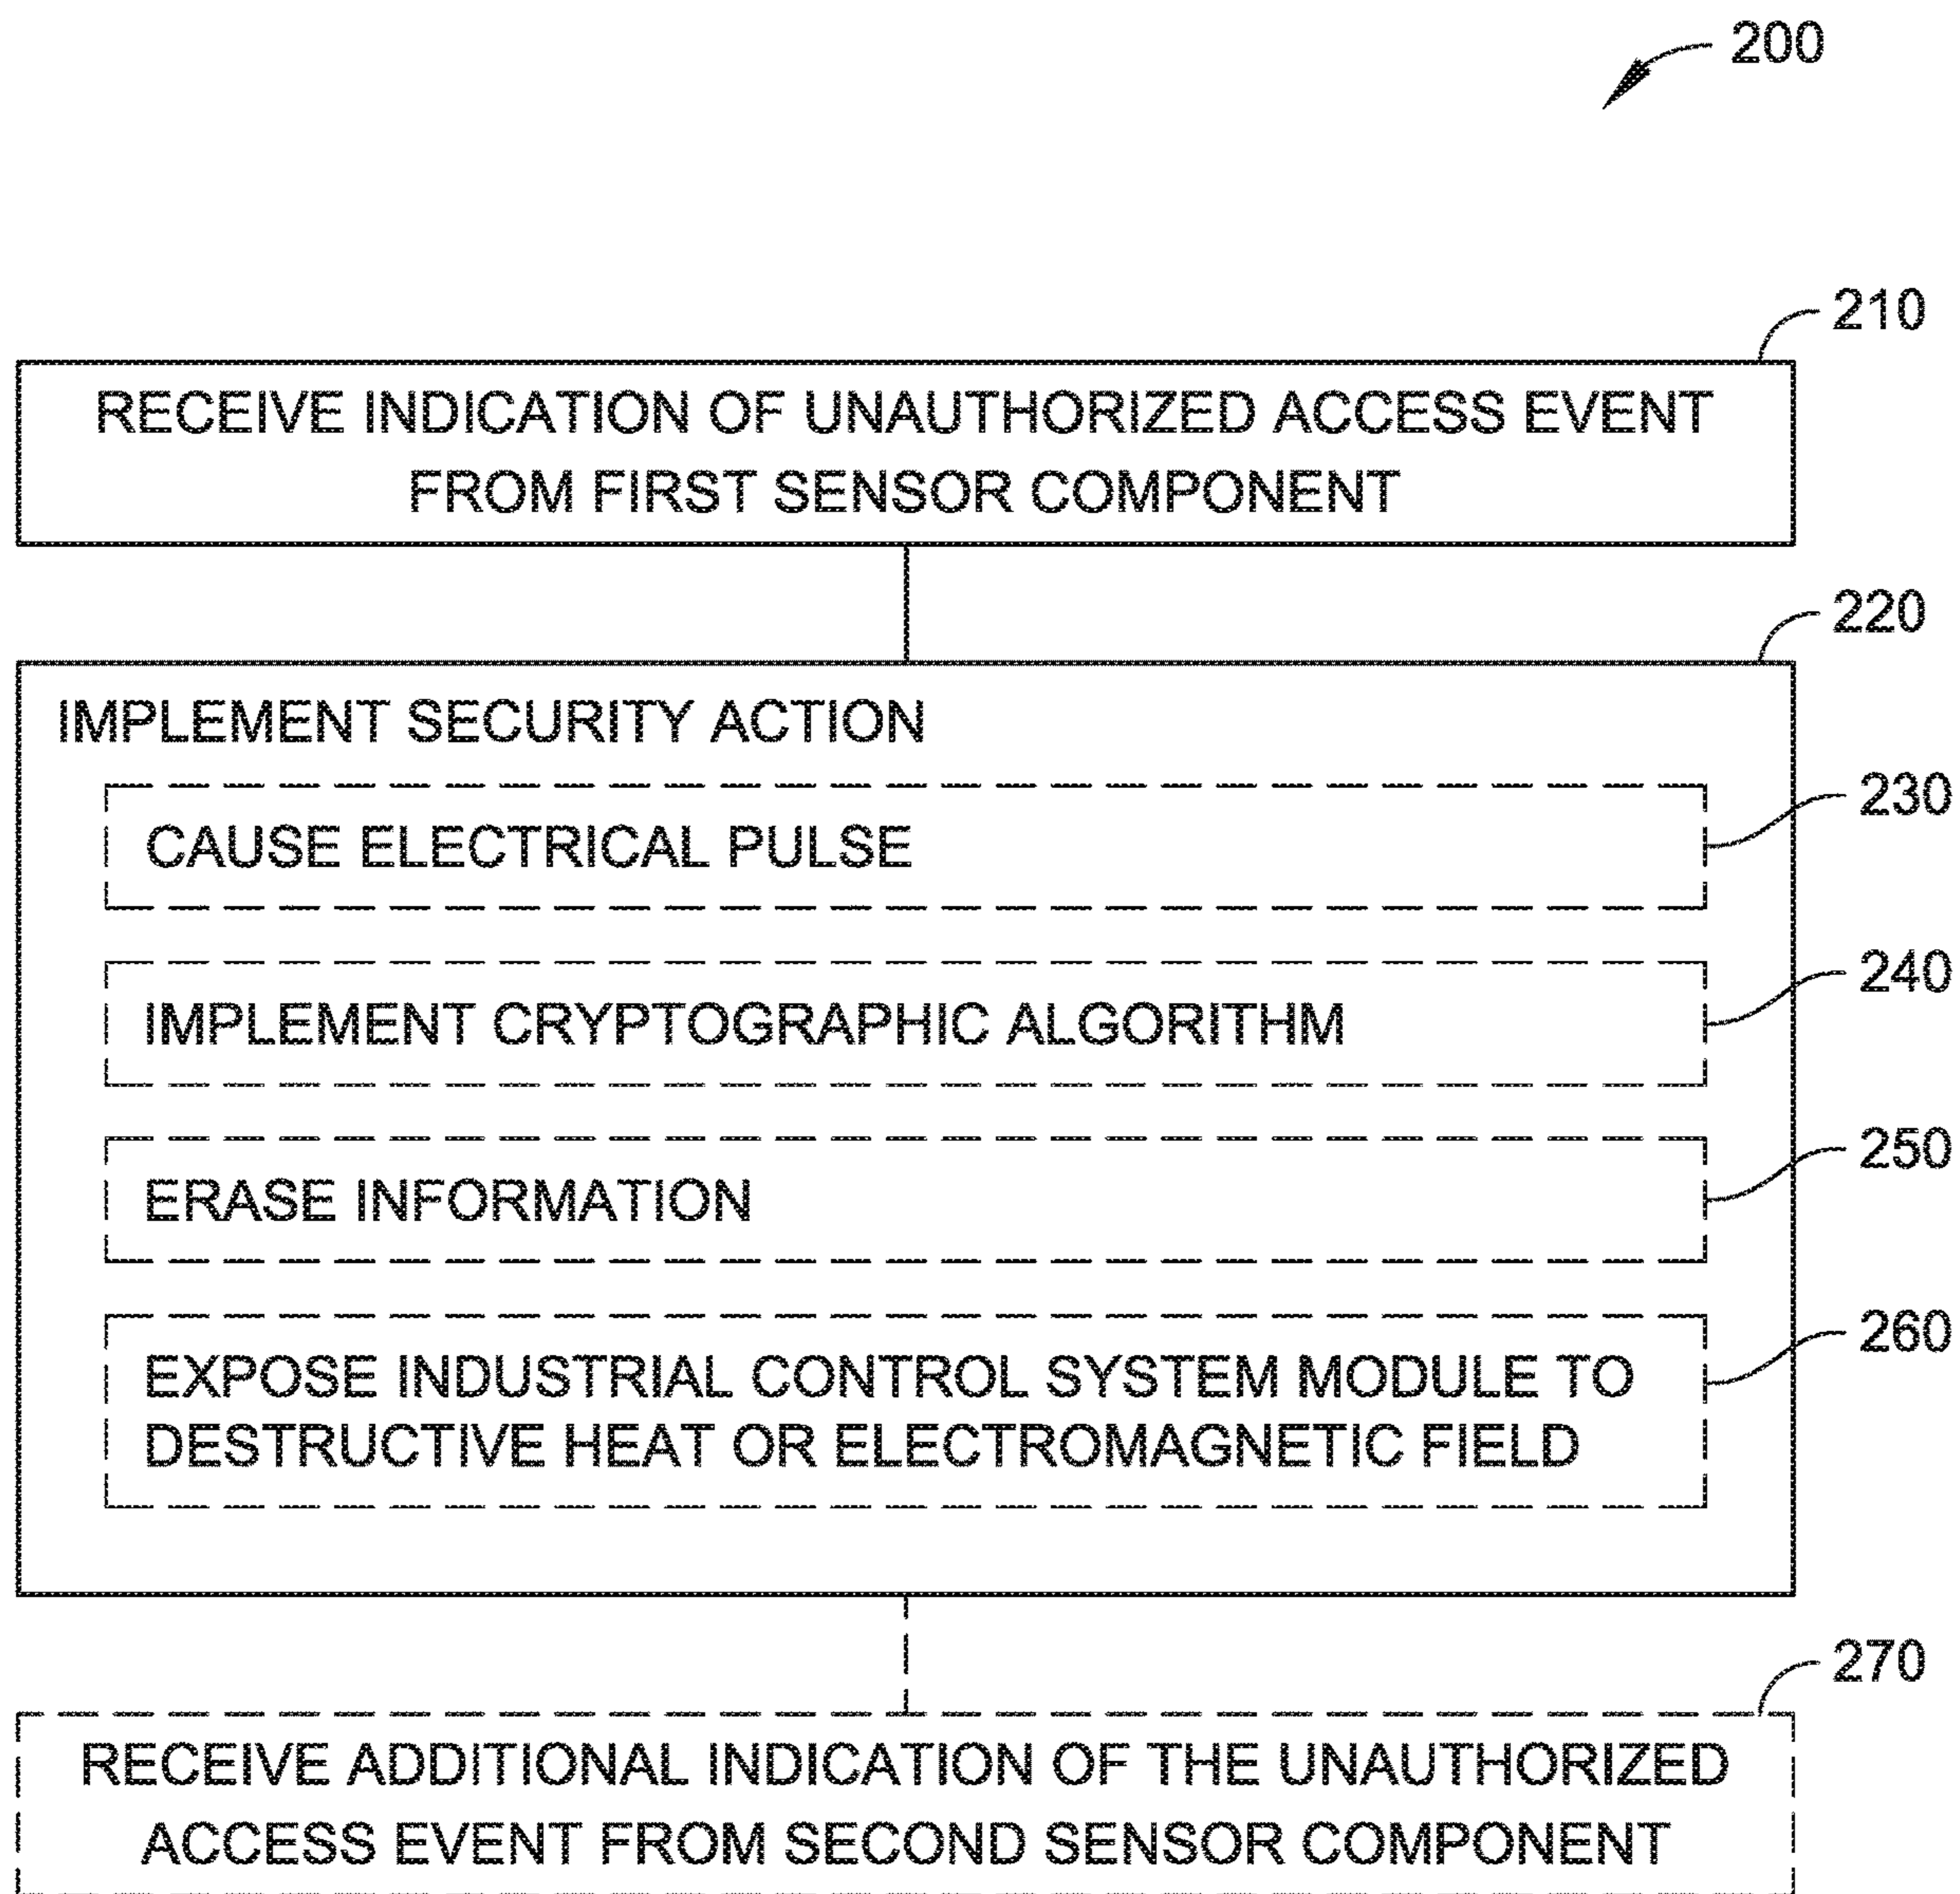 200
210
RECEIVE INDICATION OF UNAUTHORIZED ACCESS EVENT
FROM FIRST SENSOR COMPONENT
220
IMPLEMENT SECURITY ACTION
230
CAUSE ELECTRICAL PULSE
240
IMPLEMENT CRYPTOGRAPHIC ALGORITHM
250
ERASE INFORMATION
260
EXPOSE INDUSTRIAL CONTROL SYSTEM MODULE TO
DESTRUCTIVE HEAT OR ELECTROMAGNETIC FIELD
270
RECEIVE ADDITIONAL INDICATION OF THE UNAUTHORIZED
ACCESS EVENT FROM SECOND SENSOR COMPONENT